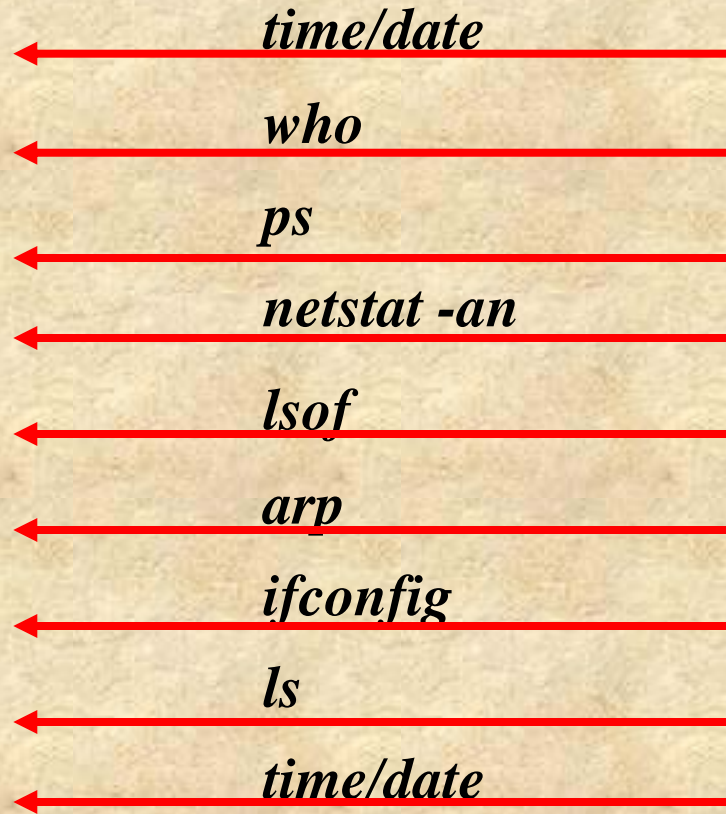 time/date
who
ps
netstat -an
lsof
arp
ifconfig
ls
time/date